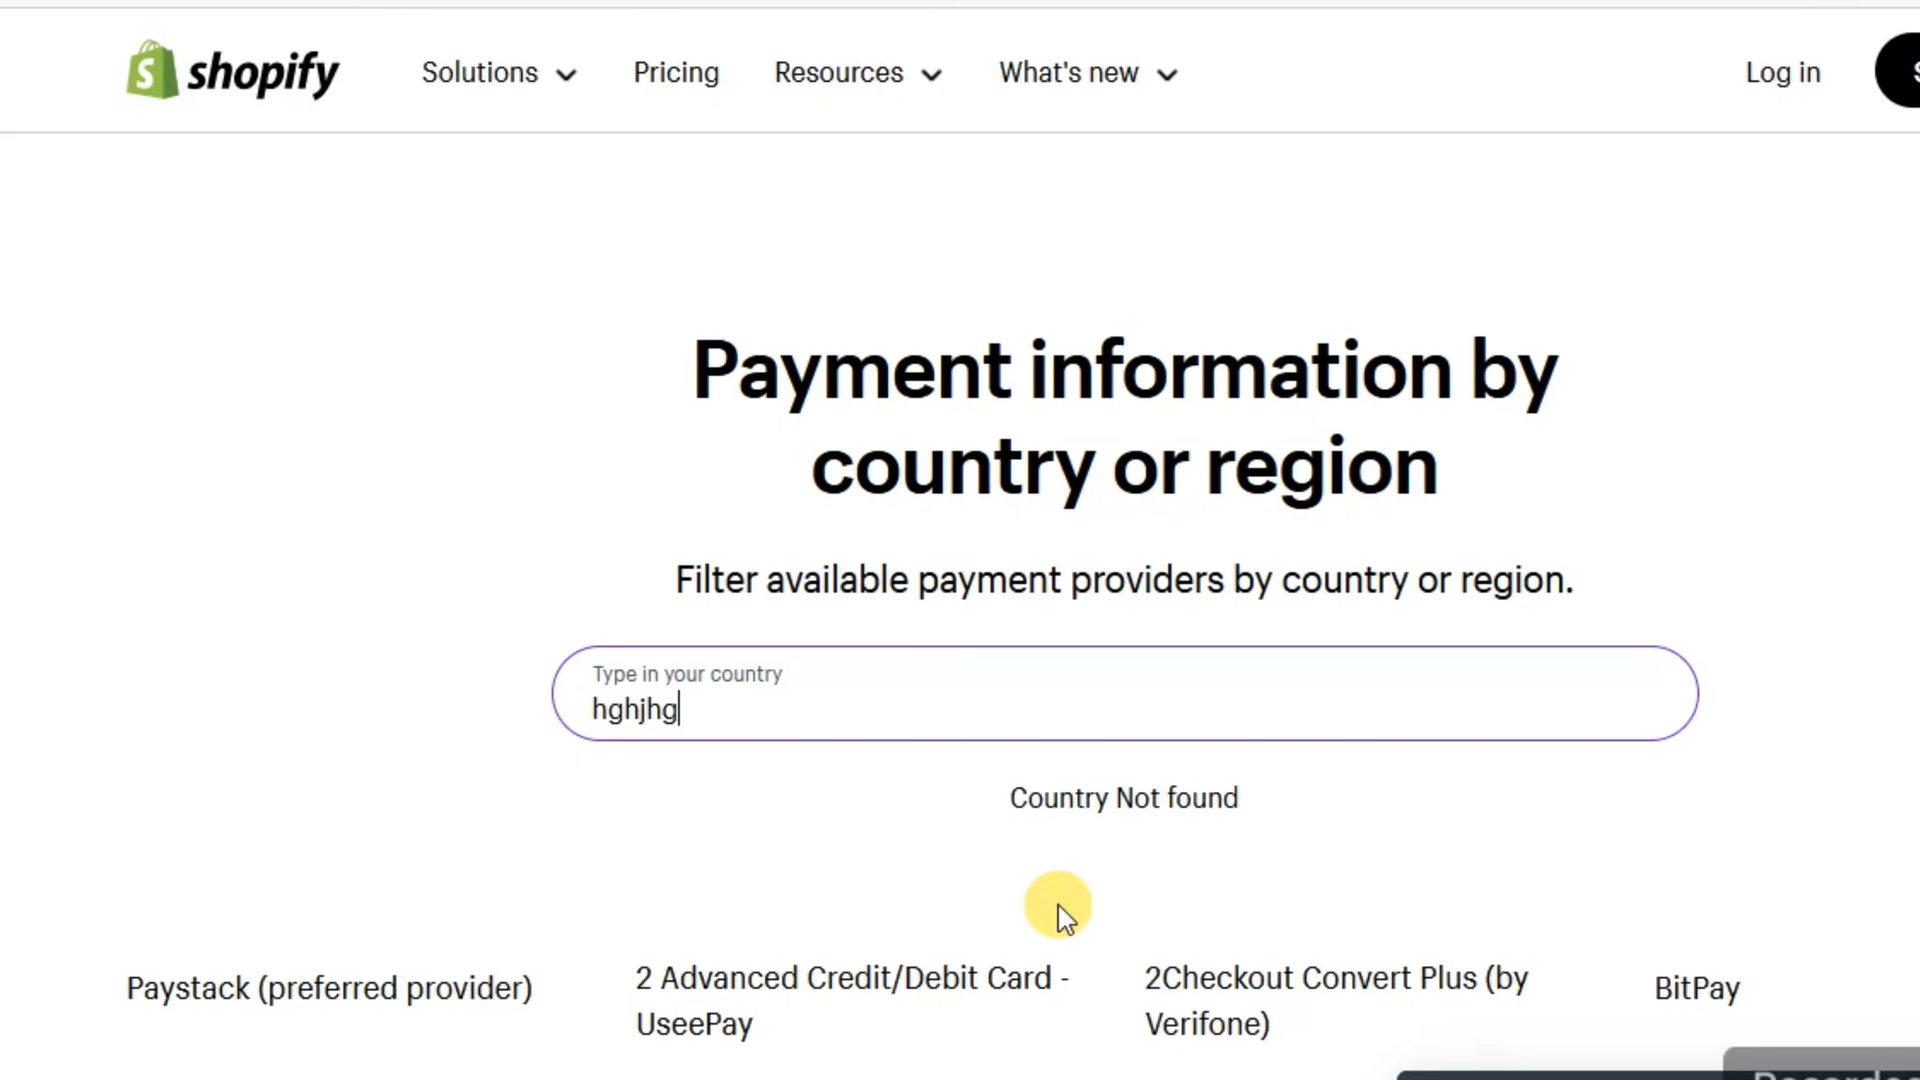 shopify Solutions Pricing Resources What's new Log in
Payment information by
country or region
Filter available payment providers by country or region.
Type in your country
hghjhg
Country Not found
Paystack (preferred provider) 2 Advanced Credit/Debit Card - 2Checkout Convert Plus (by BitPay
UseePay Verifone)